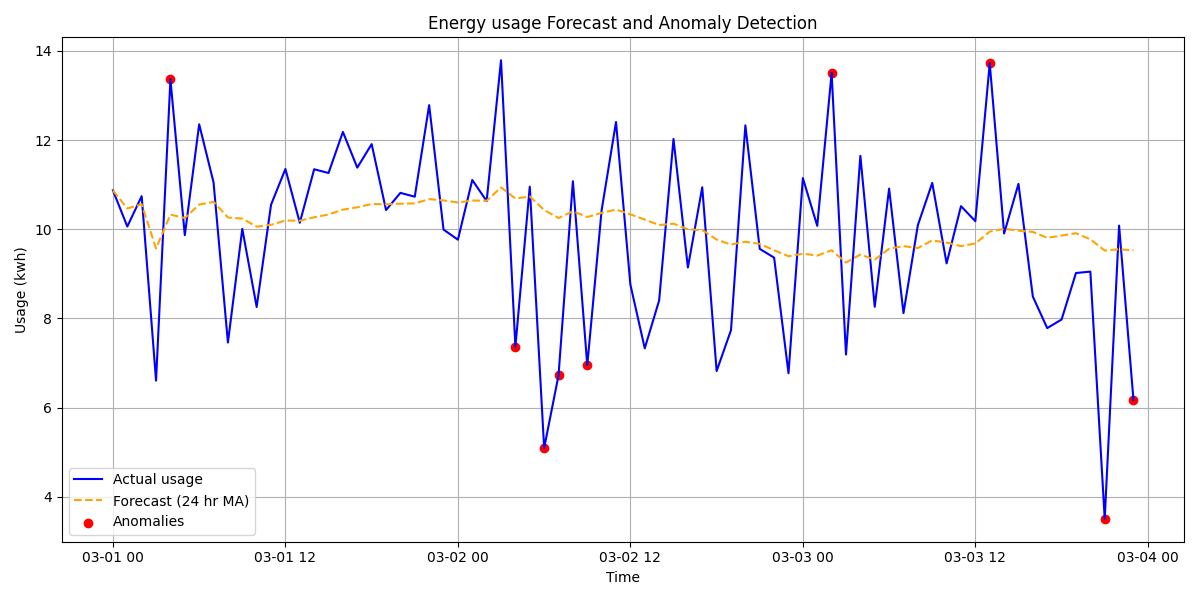 Energy usage Forecast and Anomaly Detection
14
12
10
8
6
4
Usage (kwh)
Actual usage
Forecast (24 hr MA)
Anomalies
03-01 00
03-01 12
03-02 00
03-02 12
03-03 00
03-03 12
03-04 00
Time